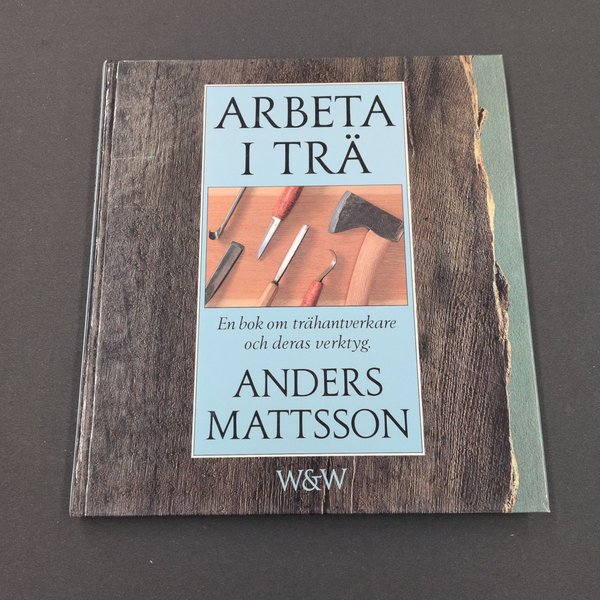 ARBETA
I TRÄ
En bok om trähantverkare
och deras verktyg.
ANDERS
MATTSSON
W&W